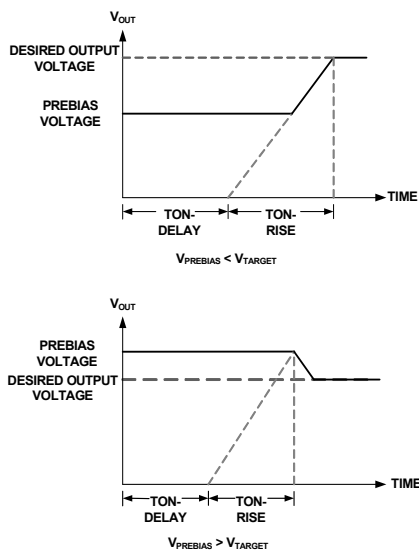 VOUT
DESIRED OUTPUT
VOLTAGE
PREBIAS
VOLTAGE
TIME
TON-
DELAY
TON-
RISE
VPREBIAS < VTARGET
VOUT
PREBIAS
VOLTAGE
DESIRED OUTPUT
VOLTAGE
TIME
TON-
DELAY
TON-
RISE
VPREBIAS > VTARGET